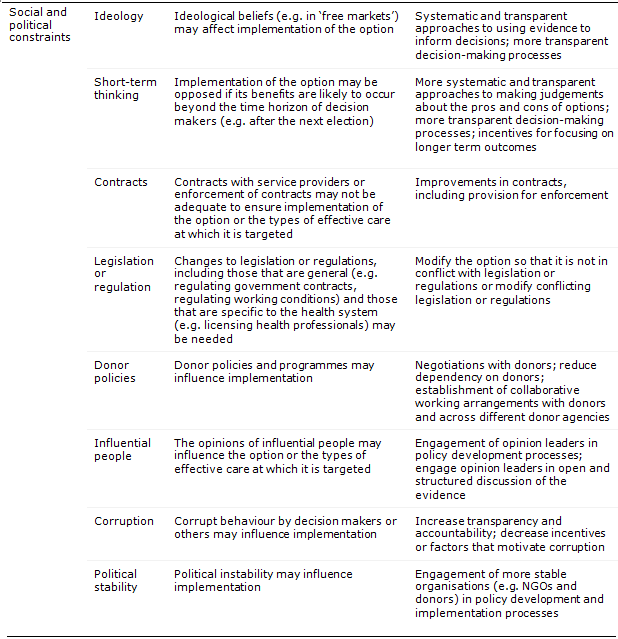 Social and
political
constraints
Ideology
Ideological beliefs (e.g. in ‘free markets’)
may affect implementation of the option
Systematic and transparent
approaches to using evidence to
inform decisions; more transparent
decision-making processes
Short-term
thinking
Implementation of the option may be
opposed if its benefits are likely to occur
beyond the time horizon of decision
makers (e.g. after the next election)
More systematic and transparent
approaches to making judgements
about the pros and cons of options;
more transparent decision-making
processes; incentives for focusing on
longer term outcomes
Contracts
Contracts with service providers or
enforcement of contracts may not be
adequate to ensure implementation of
the option or the types of effective care
at which it is targeted
Improvements in contracts,
including provision for enforcement
Legislation
or
regulation
Changes to legislation or regulations,
including those that are general (e.g.
regulating government contracts,
regulating working conditions) and those
that are specific to the health system
(e.g. licensing health professionals) may
be needed
Modify the option so that it is not in
conflict with legislation or
regulations or modify conflicting
legislation or regulations
Donor
policies
Donor policies and programmes may
influence implementation
Negotiations with donors; reduce
dependency on donors;
establishment of collaborative
working arrangements with donors
and across different donor agencies
Influential
people
The opinions of influential people may
influence the option or the types of
effective care at which it is targeted
Engagement of opinion leaders in
policy development processes;
engage opinion leaders in open and
structured discussion of the
evidence
Corruption
Corrupt behaviour by decision makers or
others may influence implementation
Increase transparency and
accountability; decrease incentives
or factors that motivate corruption
Political
stability
Political instability may influence
implementation
Engagement of more stable
organisations (e.g. NGOs and
donors) in policy development and
implementation processes